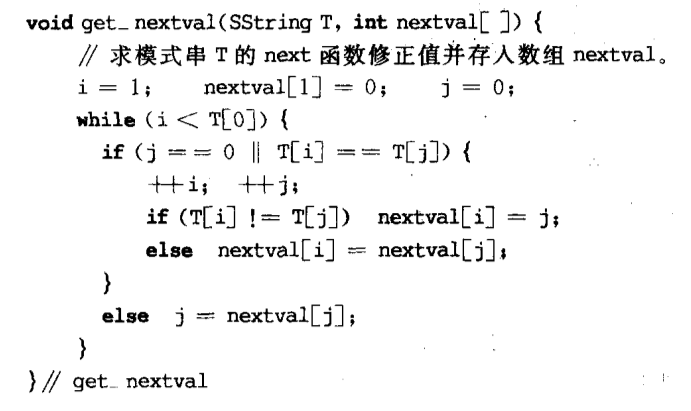 void get_nextval(SString T, int nextval[ ]) {
// 求模式串 T 的 next 函数修正值并存入数组 nextval。
i = 1; nextval[1] = 0; j = 0;
while (i < T[0]) {
if (j == 0 || T[i] == T[j]) {
++i; ++j;
if (T[i] != T[j]) nextval[i] = j;
else nextval[i] = nextval[j];
}
else j = nextval[j];
}
} // get_nextval